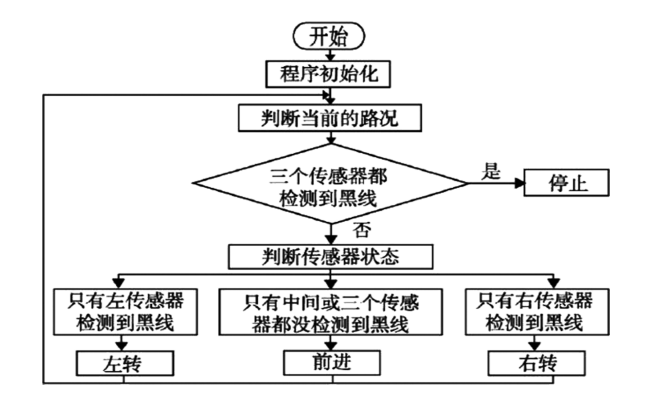 开始
程序初始化
判断当前的路况
三个传感器都
检测到黑线
是
停止
否
判断传感器状态
只有左传感器
检测到黑线
只有中间或三个传感
器都没检测到黑线
只有右传感器
检测到黑线
左转
前进
右转